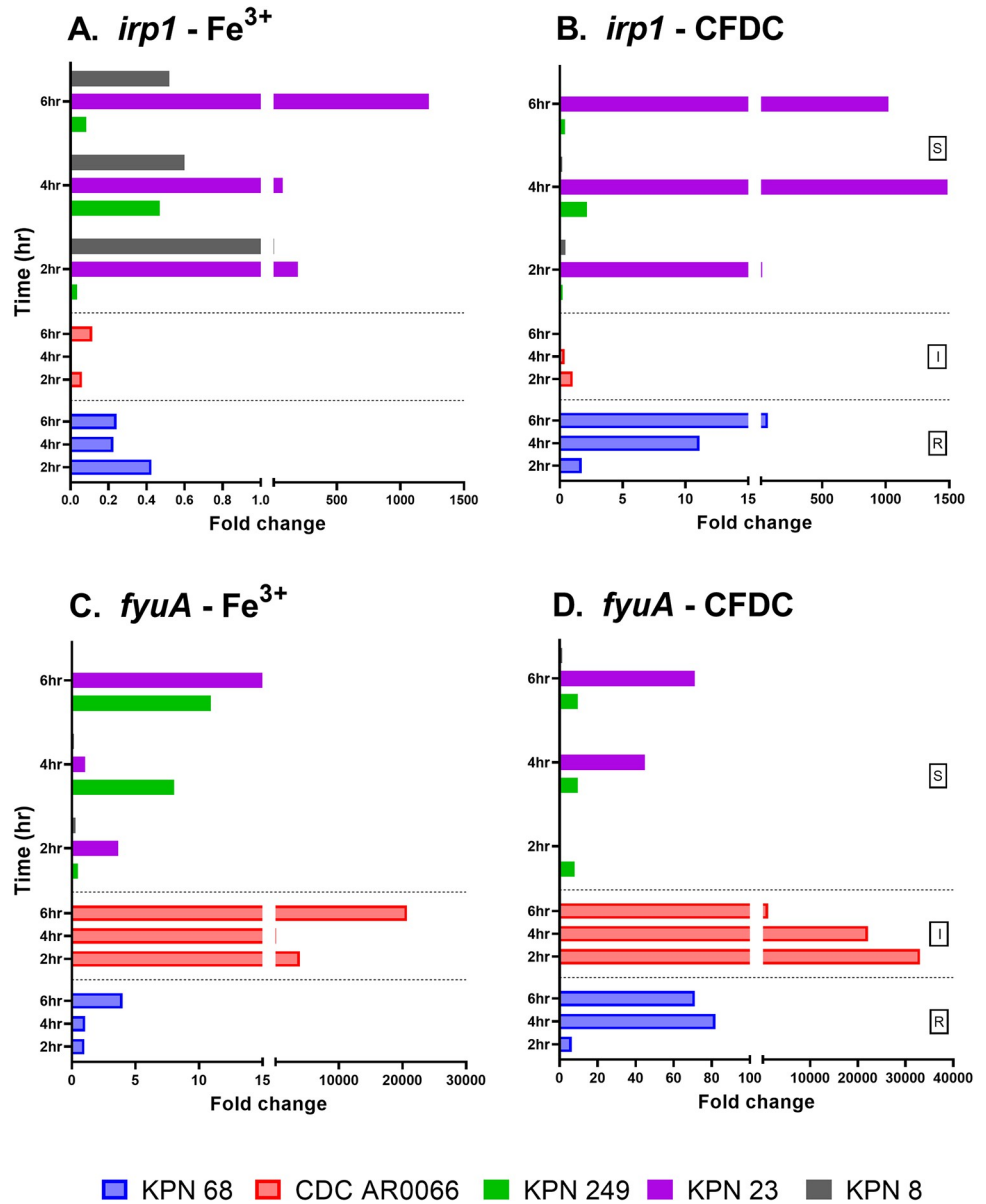 A. irp1 - Fe3+
B. irp1 - CFDC
Time (hr)
6hr
4hr
2hr
6hr
4hr
2hr
6hr
4hr
2hr
0.0 0.2 0.4 0.6 0.8 1.0 500 1000 1500
Fold change
6hr
S
4hr
2hr
6hr
4hr
I
2hr
6hr
4hr
R
2hr
0 5 10 15 500 1000 1500
Fold change
C. fyuA - Fe3+
D. fyuA - CFDC
Time (hr)
6hr
4hr
2hr
6hr
4hr
2hr
6hr
4hr
2hr
0 5 10 15 10000 20000 30000
Fold change
6hr
4hr
S
2hr
6hr
4hr
I
2hr
6hr
4hr
R
2hr
0 20 40 60 80 100 10000 20000 30000 40000
Fold change
KPN 68 CDC AR0066 KPN 249 KPN 23 KPN 8